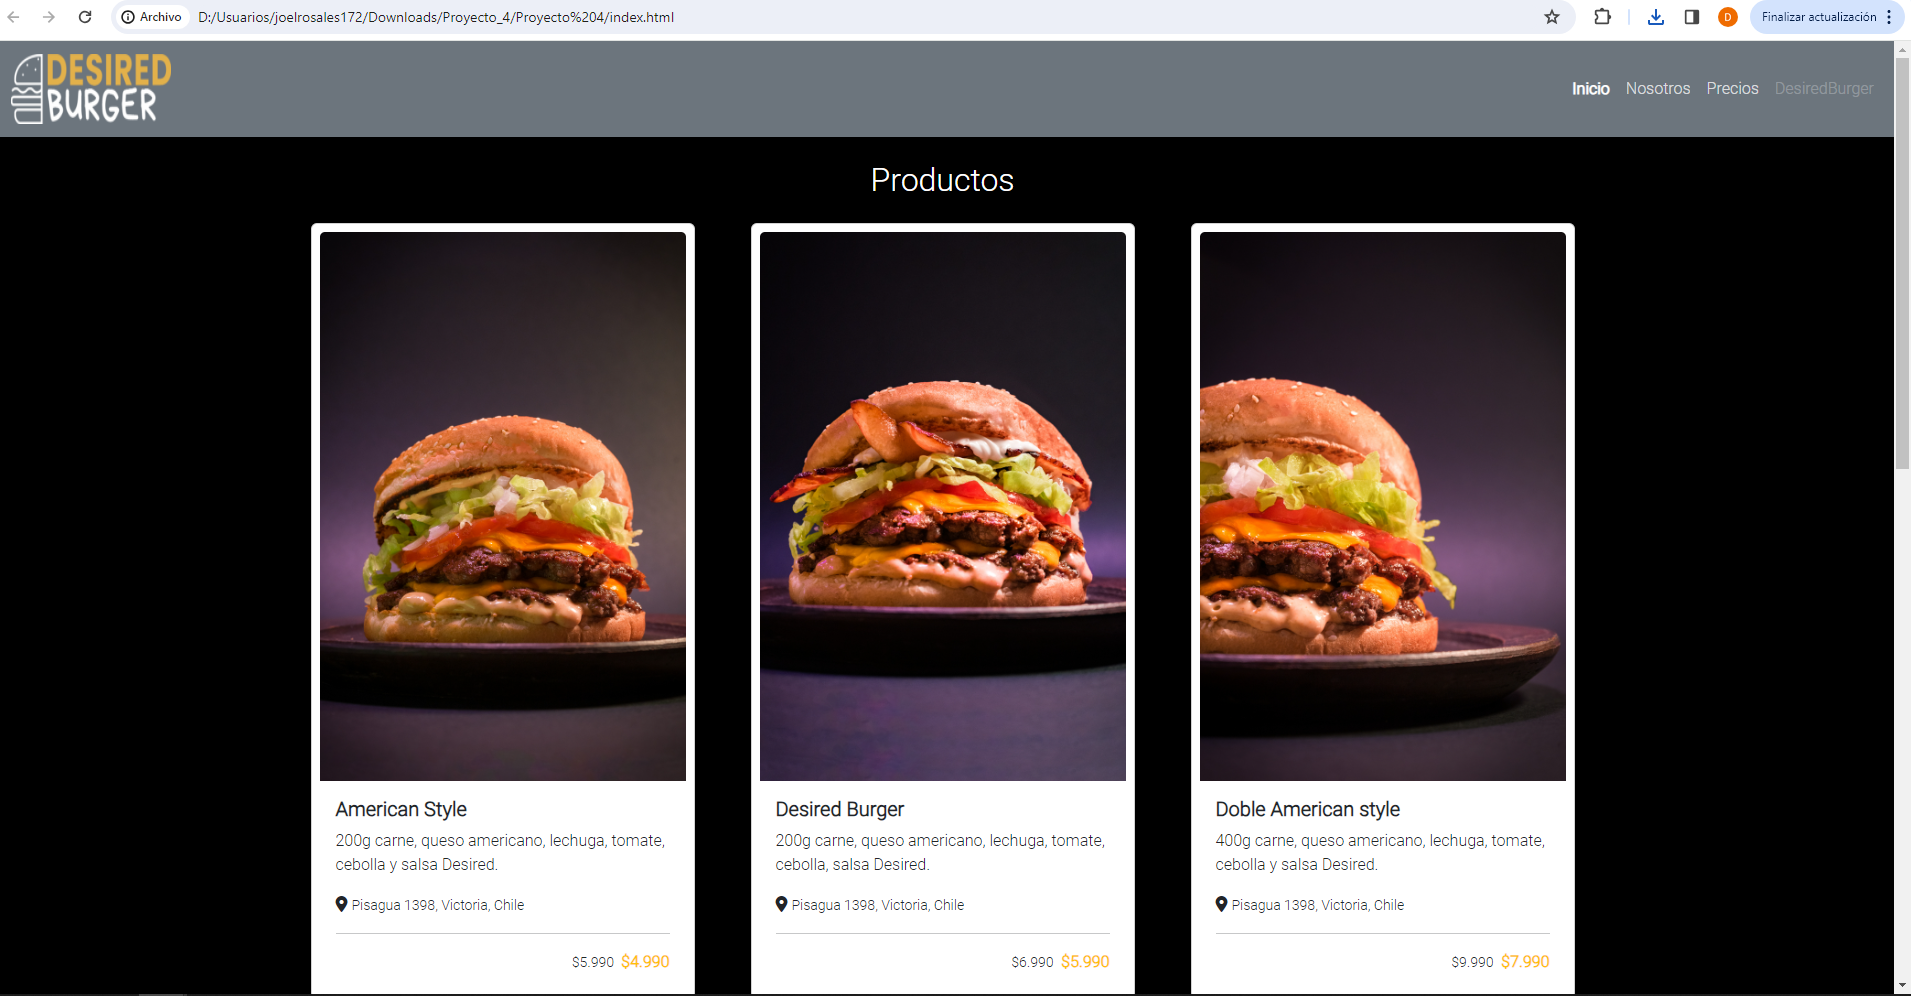 Archivo
D:/Usuarios/joelrosales172/Downloads/Proyecto_4/Proyecto%204/index.html
D
Finalizar actualización
DESIRED
BURGER
Inicio
Nosotros
Precios
DesiredBurger
Productos
American Style
200g carne, queso americano, lechuga, tomate,
cebolla y salsa Desired.
Pisagua 1398, Victoria, Chile
$5.990 $4.990
Desired Burger
200g carne, queso americano, lechuga, tomate,
cebolla, salsa Desired.
Pisagua 1398, Victoria, Chile
$6.990 $5.990
Doble American style
400g carne, queso americano, lechuga, tomate,
cebolla y salsa Desired.
Pisagua 1398, Victoria, Chile
$9.990 $7.990